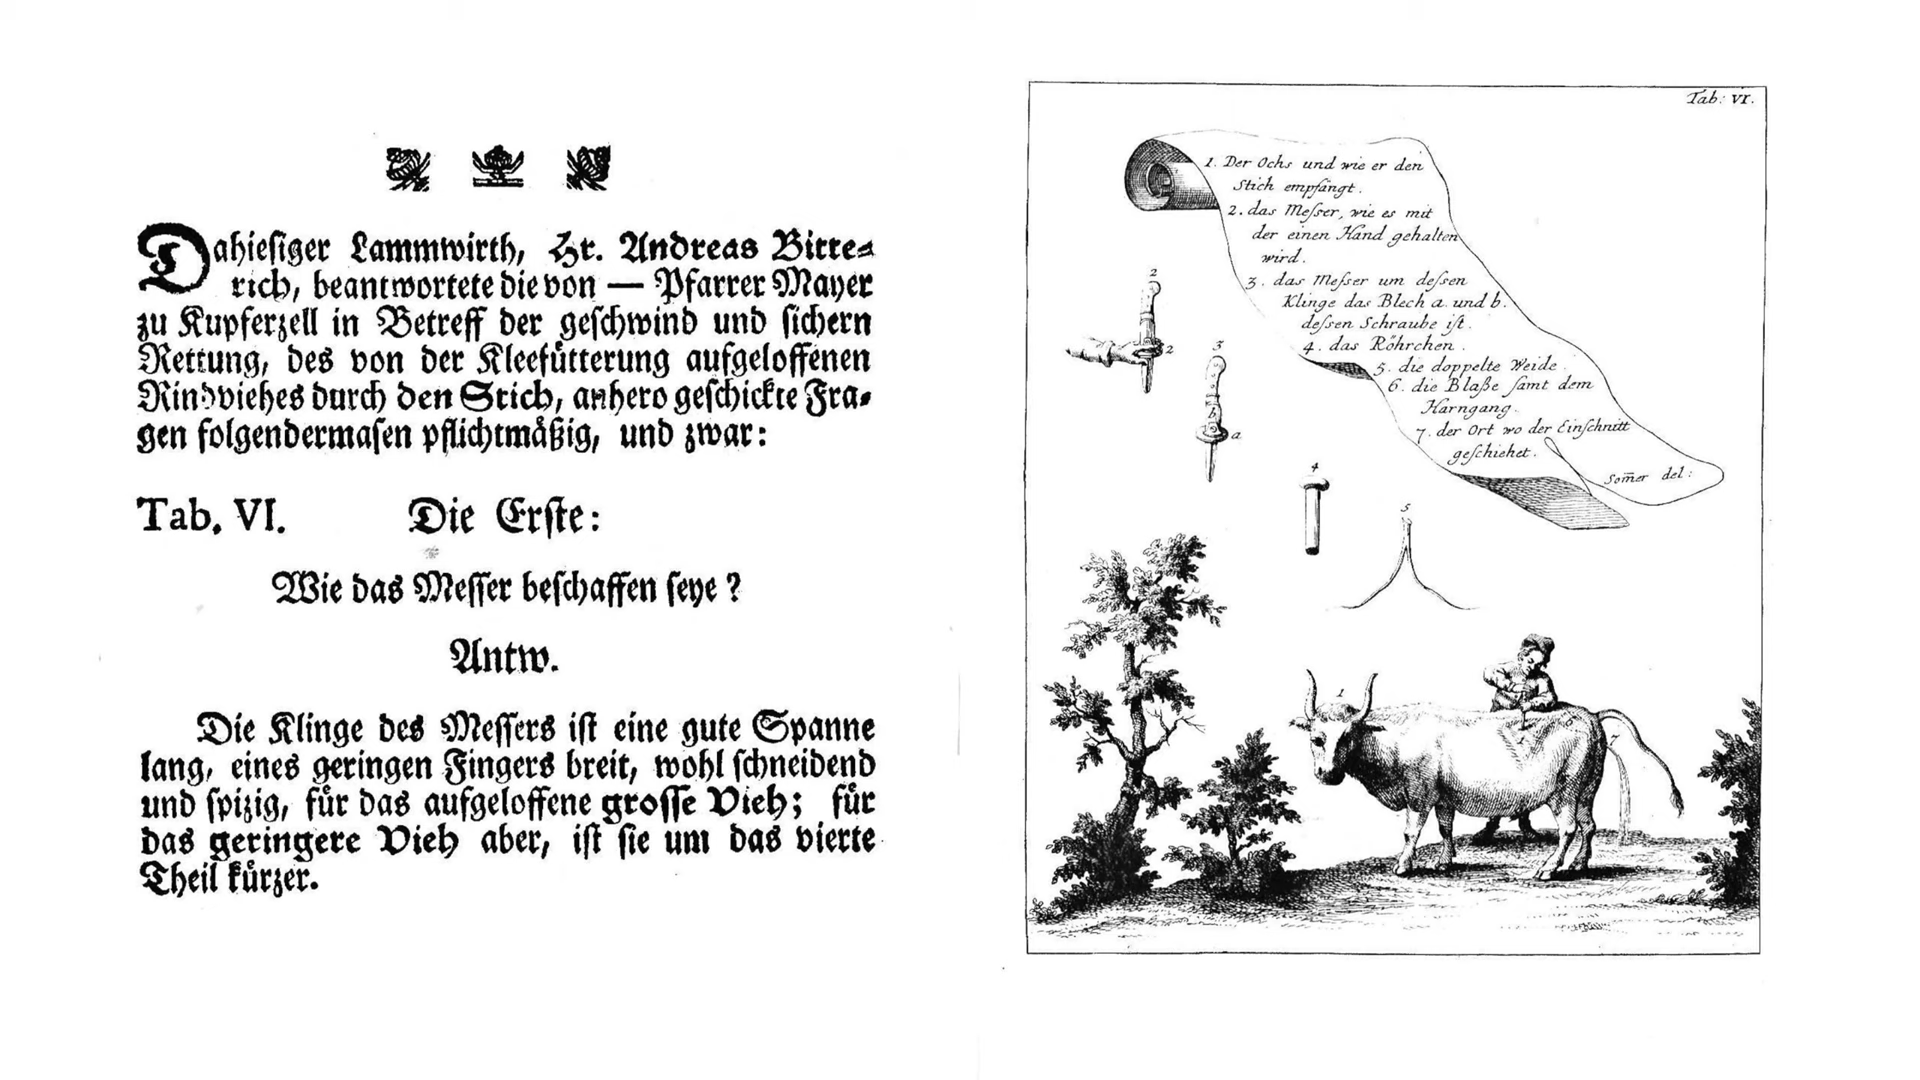 Dahiesiger Lammwirth, Hr. Andreas Bitte-
rich, beantwortete die von — Pfarrer Mayer
zu Kupferzell in Betreff der geschwind und sichern
Rettung, des von der Kleefütterung aufgeloffenen
Rindviehes durch den Stich, anhero geschickte Fra-
gen folgendermasen pflichtmäßig, und zwar:
Tab. VI. Die Erste:
Wie das Messer beschaffen seye?
Antw.
Die Klinge des Messers ist eine gute Spanne
lang, eines geringen Fingers breit, wohl schneidend
und spizig, für das aufgeloffene grosse Vieh; für
das geringere Vieh aber, ist sie um das vierte
Theil kürzer.
Tab: VI.
1. Der Ochs und wie er den
Stich empfängt.
2. das Messer, wie es mit
der einen Hand gehalten
wird.
3. das Messer um dessen
Klinge das Blech a. und b.
dessen Schraube ist.
4. das Röhrchen.
5. die doppelte Weide.
6. die Blaße samt dem
Harngang.
7. der Ort wo der Einschnitt
geschiehet.
Som̅er del:
2
2
3
b
a
4
5
1
6
7